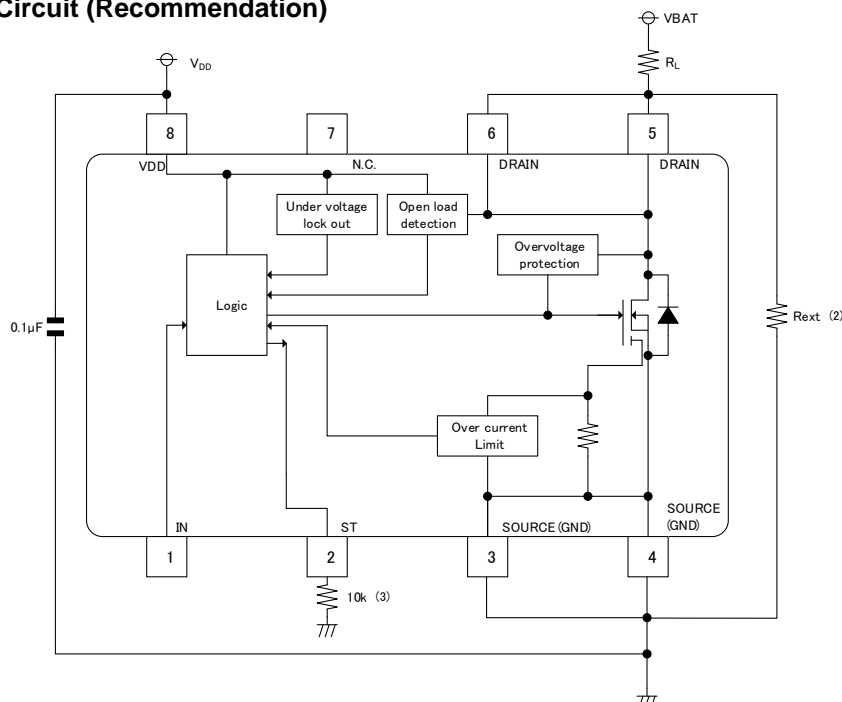 Circuit (Recommendation)
VBAT
VDD
RL
8
7
6
5
VDD
N.C.
DRAIN
DRAIN
Under voltage
lock out
Open load
detection
Overvoltage
protection
Logic
0.1µF
Rext (2)
Over current
Limit
IN
ST
SOURCE(GND)
SOURCE
(GND)
1
2
3
4
10k (3)